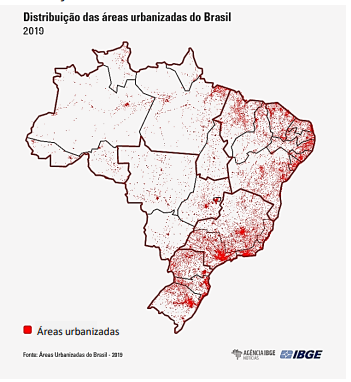 Distribuição das áreas urbanizadas do Brasil
2019
Áreas urbanizadas
Fonte: Áreas Urbanizadas do Brasil - 2019
AGÊNCIA IBGE
NOTÍCIAS
IBGE